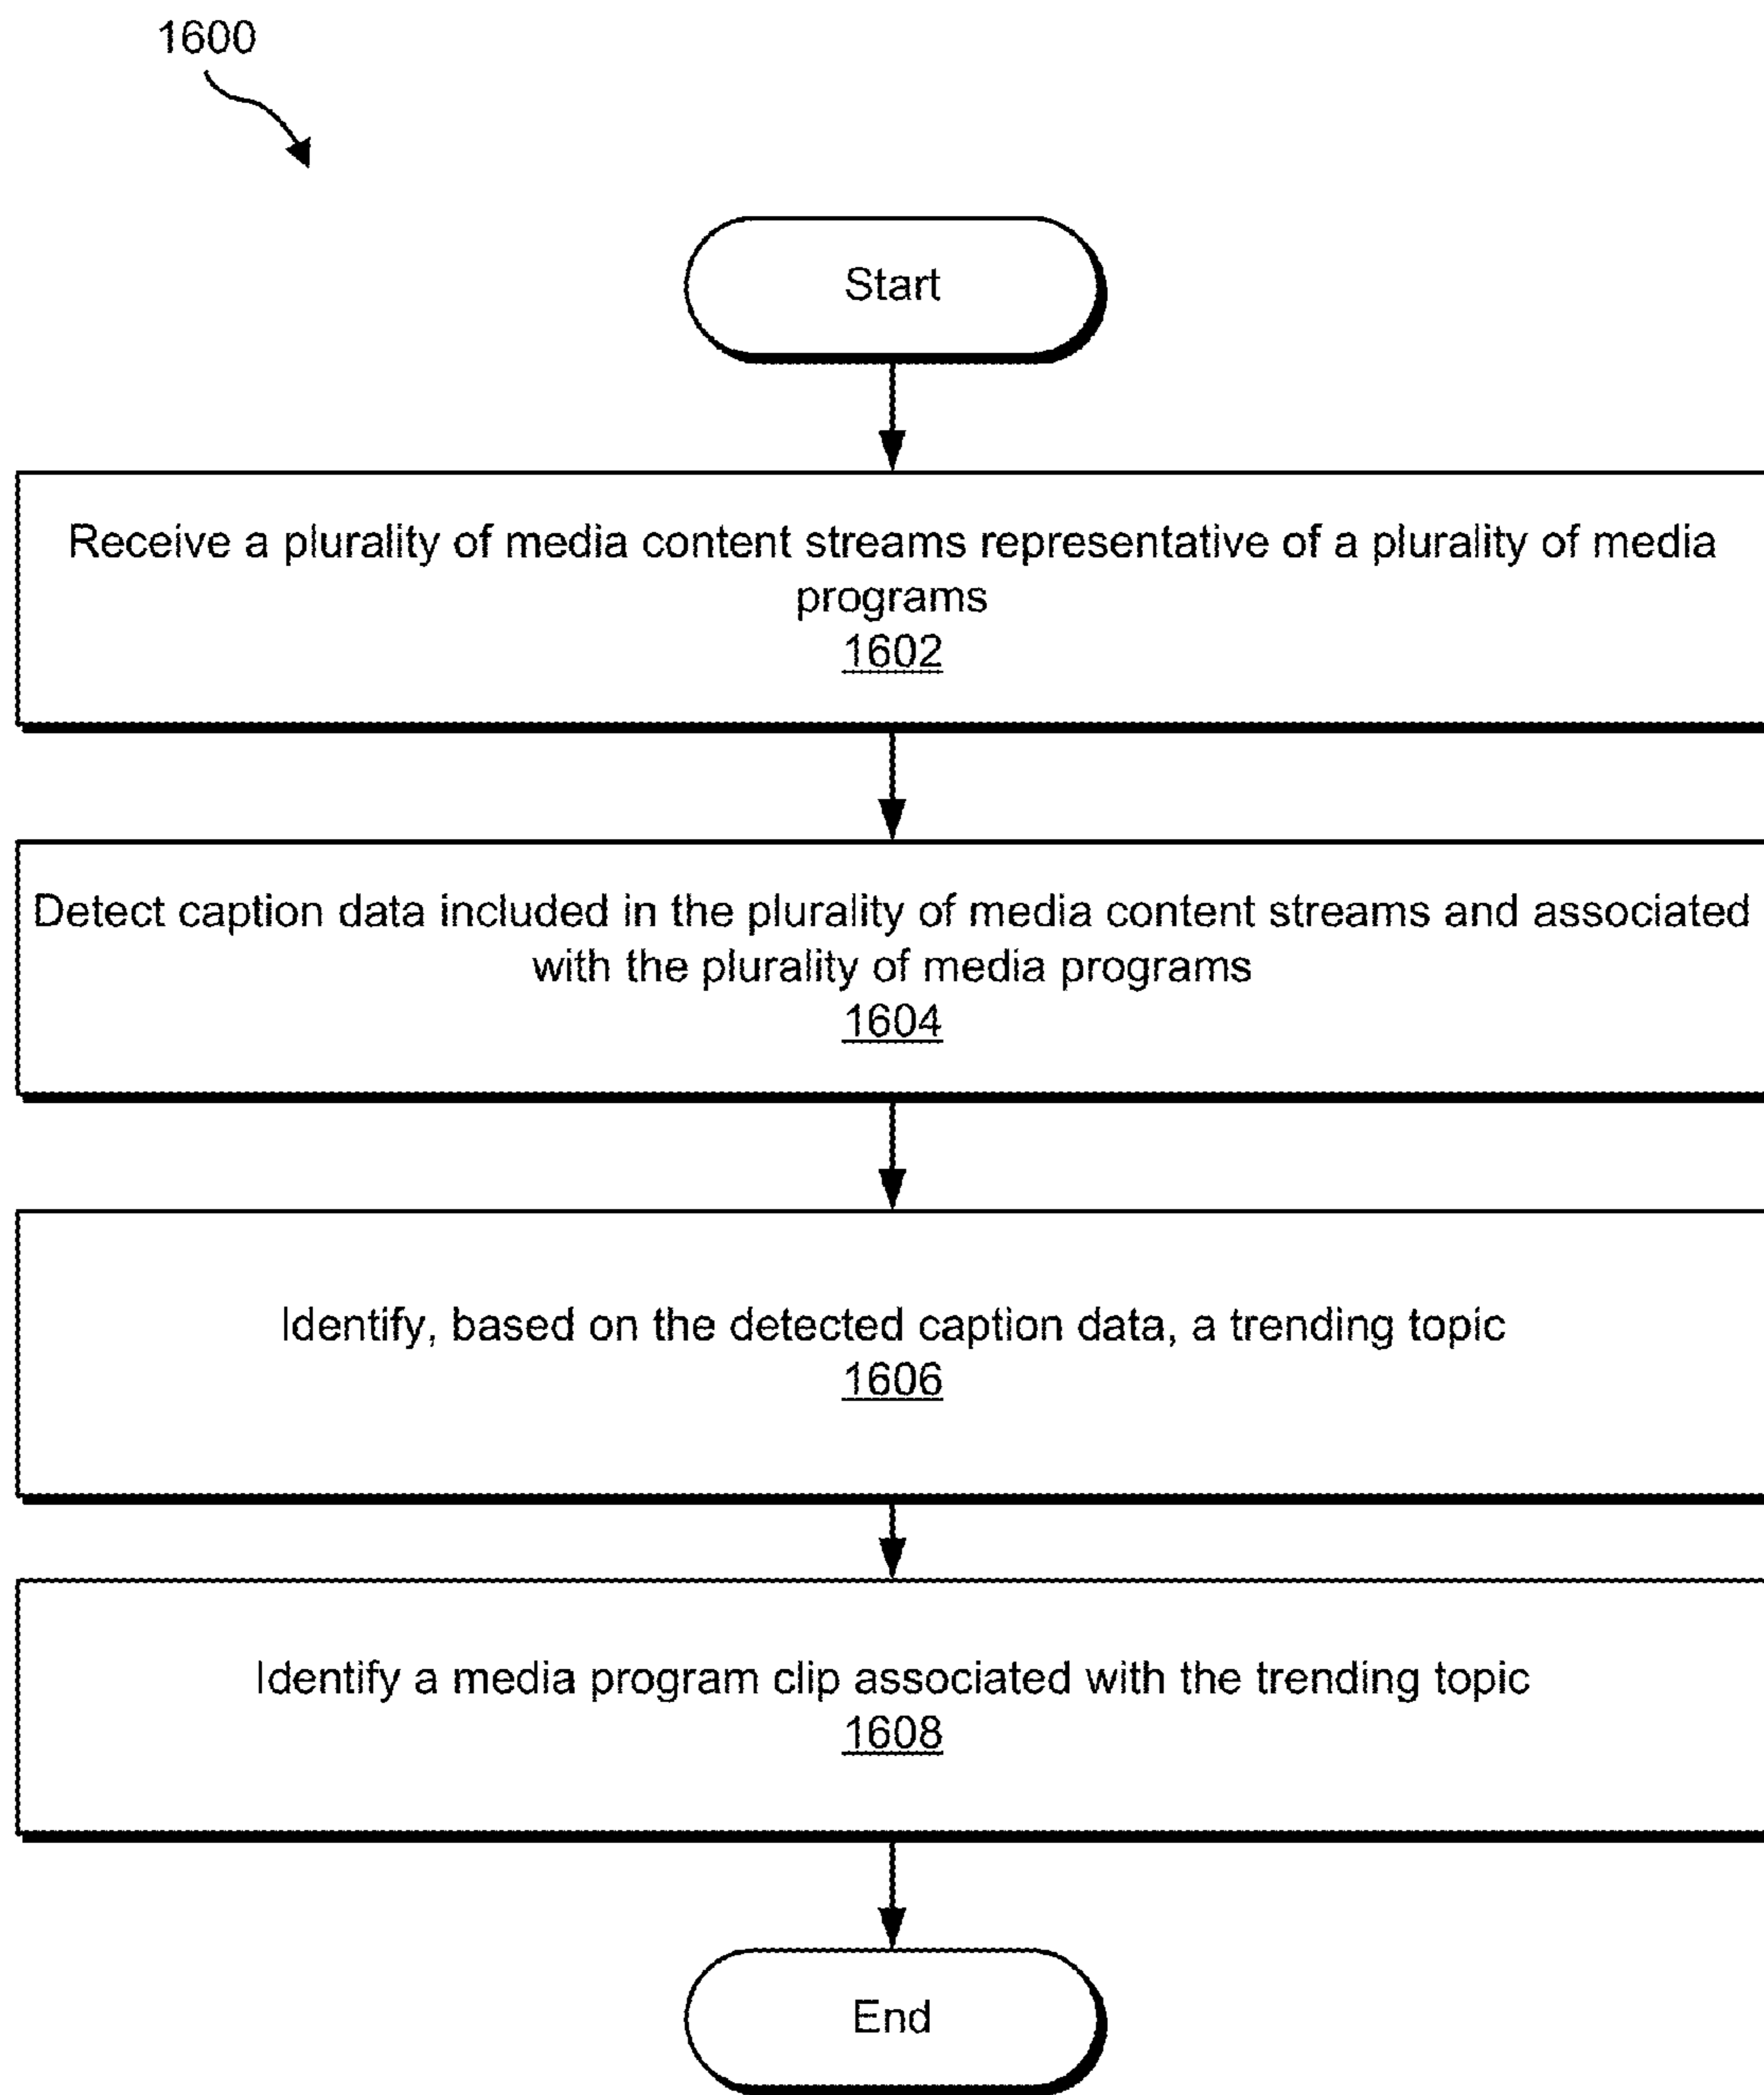 1600
Start
Receive a plurality of media content streams representative of a plurality of media
programs
1602
Detect caption data included in the plurality of media content streams and associated
with the plurality of media programs
1604
Identify, based on the detected caption data, a trending topic
1606
Identify a media program clip associated with the trending topic
1608
End